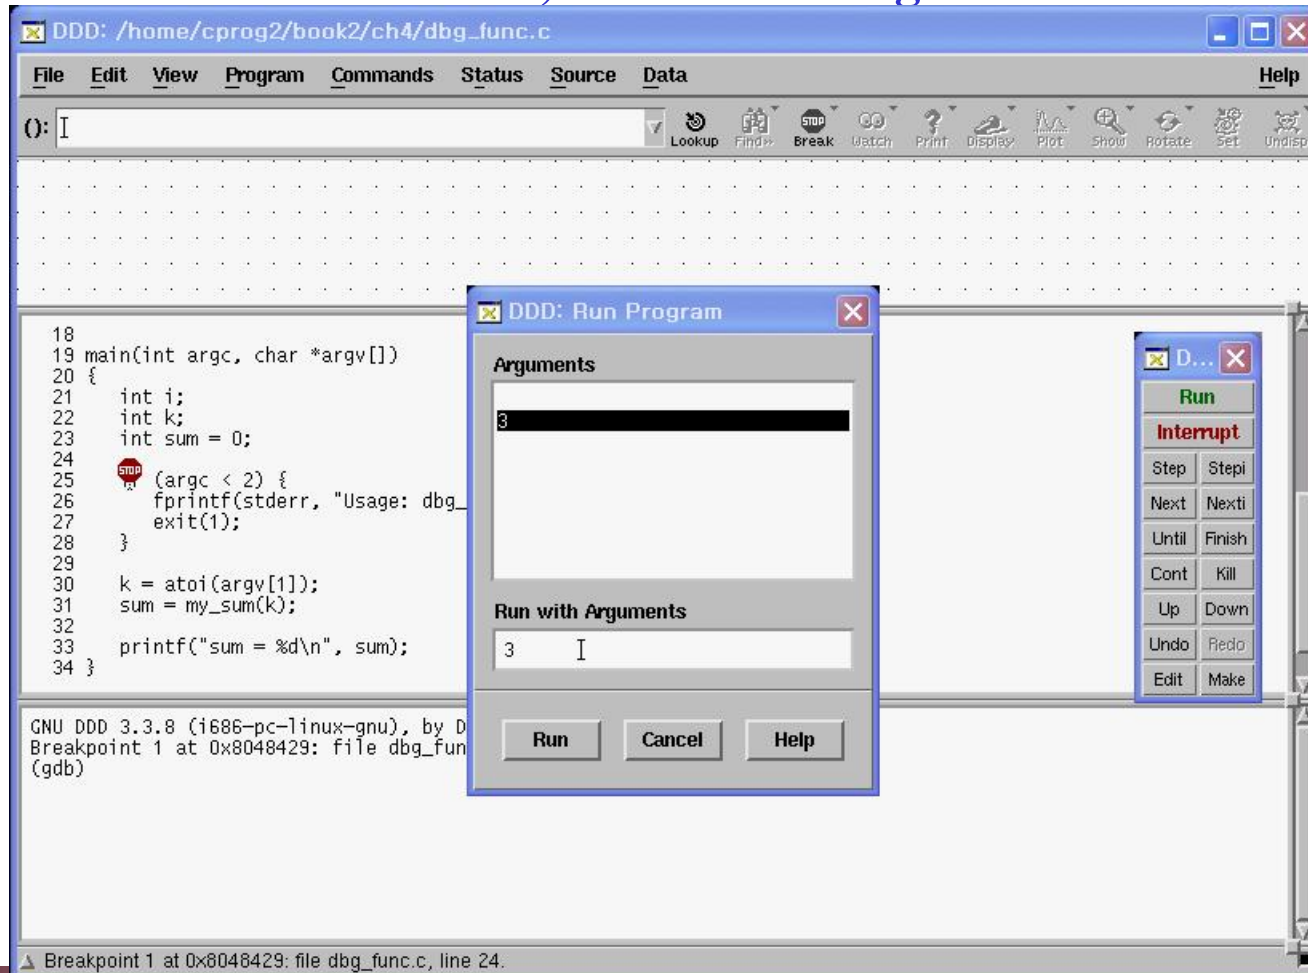 DDD: /home/cprog2/book2/ch4/dbg_func.c
File Edit View Program Commands Status Source Data Help
():
Lookup Find» Break Watch Print Display Plot Show Rotate Set Undisp
STOP
DDD: Run Program
Arguments
3
Run with Arguments
3
Run Cancel Help
18
19 main(int argc, char *argv[])
20 {
21 int i;
22 int k;
23 int sum = 0;
24
25 STOP (argc < 2) {
26 fprintf(stderr, "Usage: dbg_
27 exit(1);
28 }
29
30 k = atoi(argv[1]);
31 sum = my_sum(k);
32
33 printf("sum = %d\n", sum);
34 }
D...
Run
Interrupt
Step Stepi
Next Nexti
Until Finish
Cont Kill
Up Down
Undo Redo
Edit Make
GNU DDD 3.3.8 (i686-pc-linux-gnu), by D
Breakpoint 1 at 0x8048429: file dbg_fun
(gdb)
Breakpoint 1 at 0x8048429: file dbg_func.c, line 24.